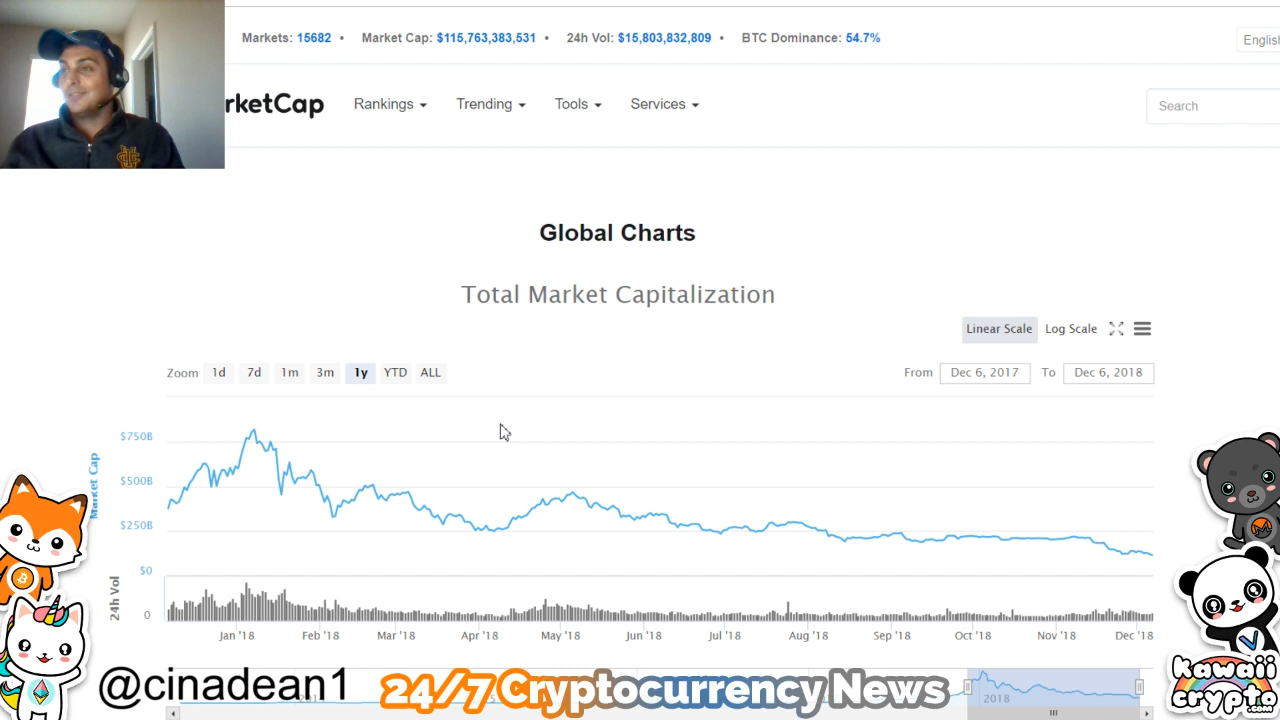 Markets: 15682 • Market Cap: $115,763,383,531 • 24h Vol: $15,803,832,809 • BTC Dominance: 54.7%
English
rketCap Rankings Trending Tools Services Search
Global Charts
Total Market Capitalization
Linear Scale Log Scale
Zoom 1d 7d 1m 3m 1y YTD ALL From Dec 6, 2017 To Dec 6, 2018
Market Cap
$750B
$500B
$250B
$0
24h Vol
0
Jan '18 Feb '18 Mar '18 Apr '18 May '18 Jun '18 Jul '18 Aug '18 Sep '18 Oct '18 Nov '18 Dec '18
2018
@cinadean1
24/7 Cryptocurrency News
kawaii
crypto
.com